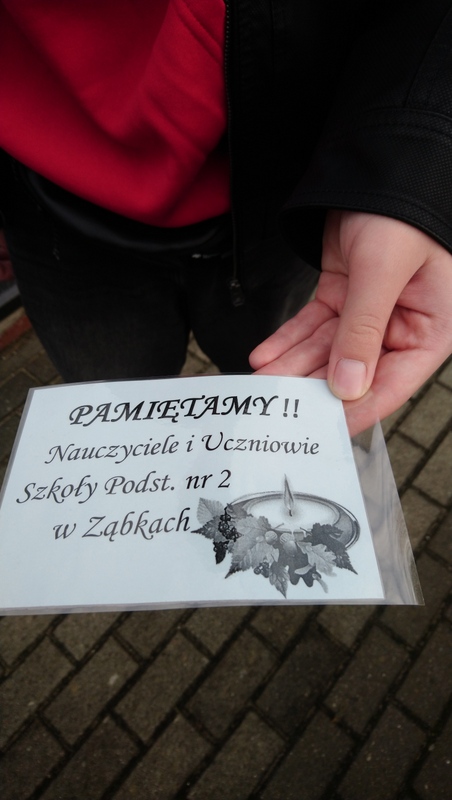 PAMIĘTAMY !!
Nauczyciele i Uczniowie
Szkoły Podst. nr 2
w Ząbkach